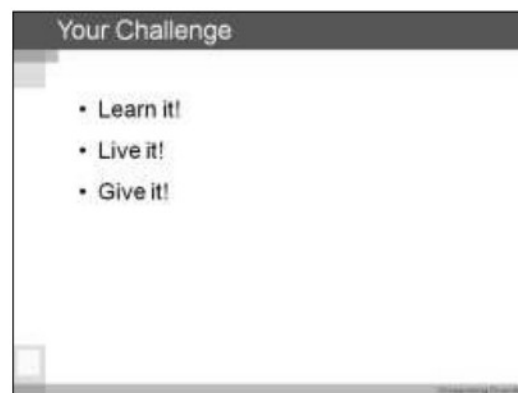 Your Challenge
• Learn it!
• Live it!
• Give it!